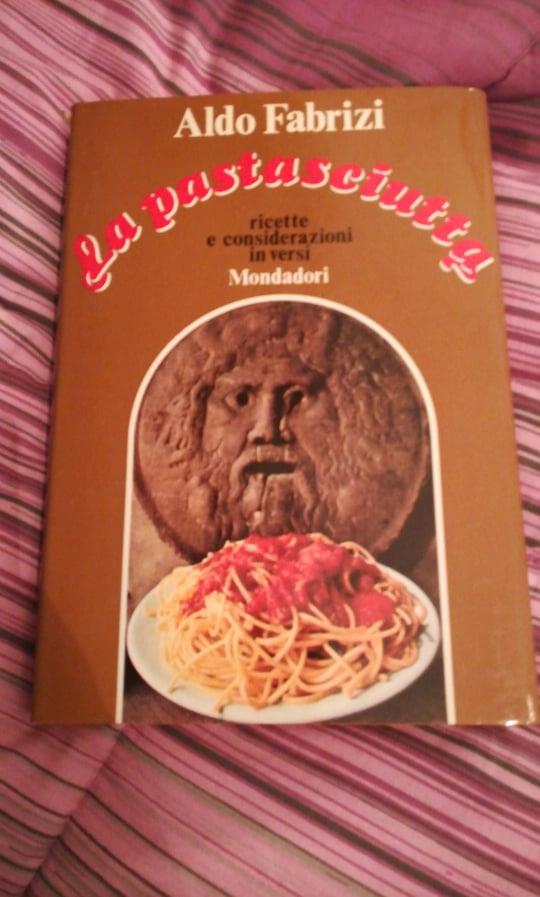 Aldo Fabrizi
La pastasciutta
ricette
e considerazioni
in versi
Mondadori